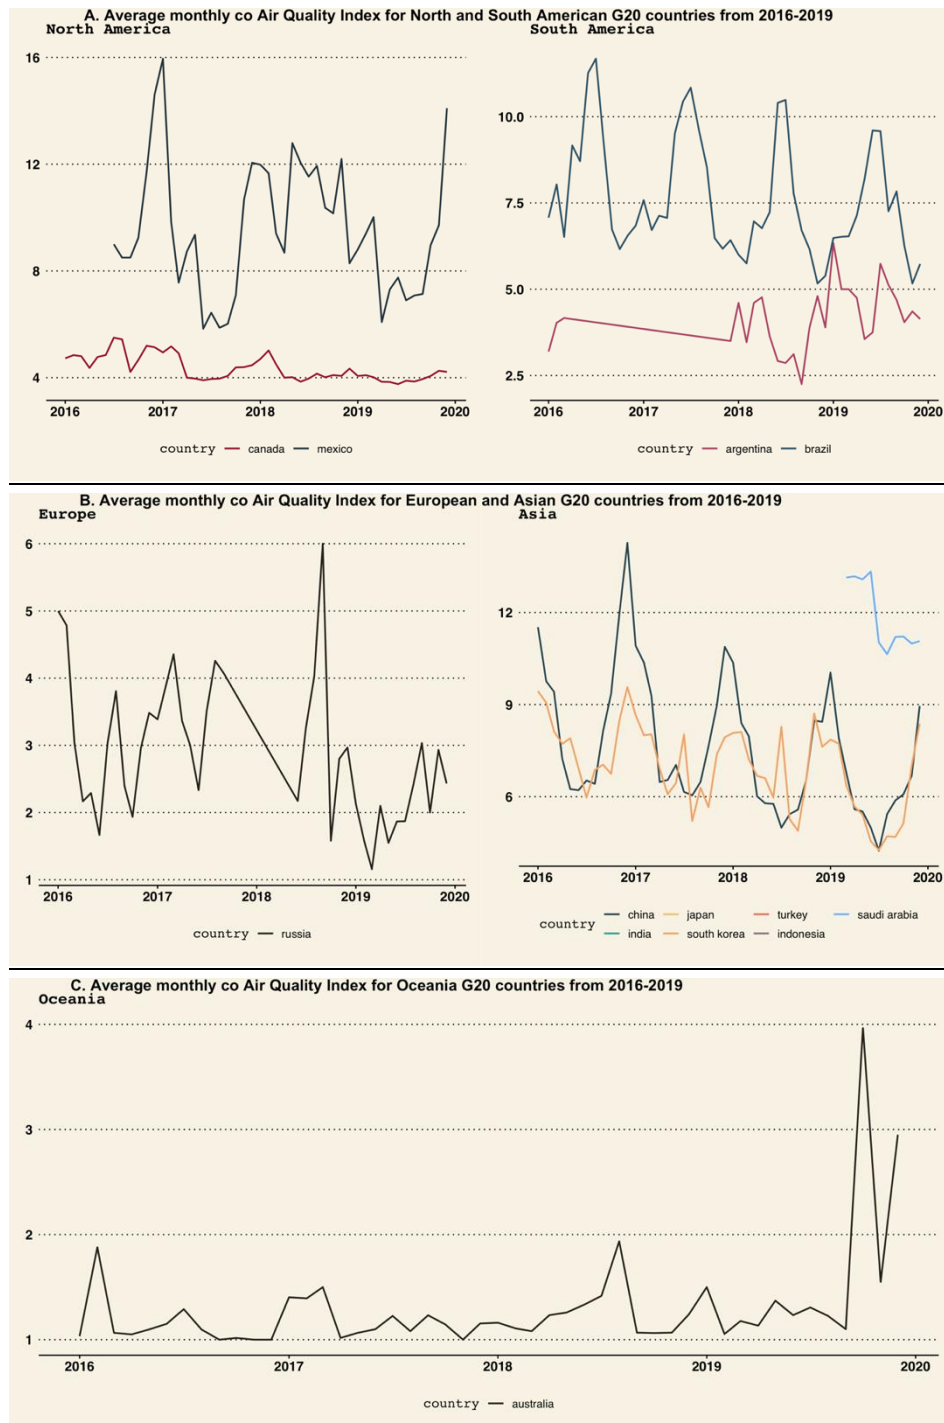 A. Average monthly co Air Quality Index for North and South American G20 countries from 2016-2019
North America
16
12
8
4
2016 2017 2018 2019 2020
country canada mexico
South America
10.0
7.5
5.0
2.5
2016 2017 2018 2019 2020
country argentina brazil
B. Average monthly co Air Quality Index for European and Asian G20 countries from 2016-2019
Europe
6
5
4
3
2
1
2016 2017 2018 2019 2020
country russia
Asia
12
9
6
2016 2017 2018 2019 2020
country
china japan turkey saudi arabia
india south korea indonesia
C. Average monthly co Air Quality Index for Oceania G20 countries from 2016-2019
Oceania
4
3
2
1
2016 2017 2018 2019 2020
country australia